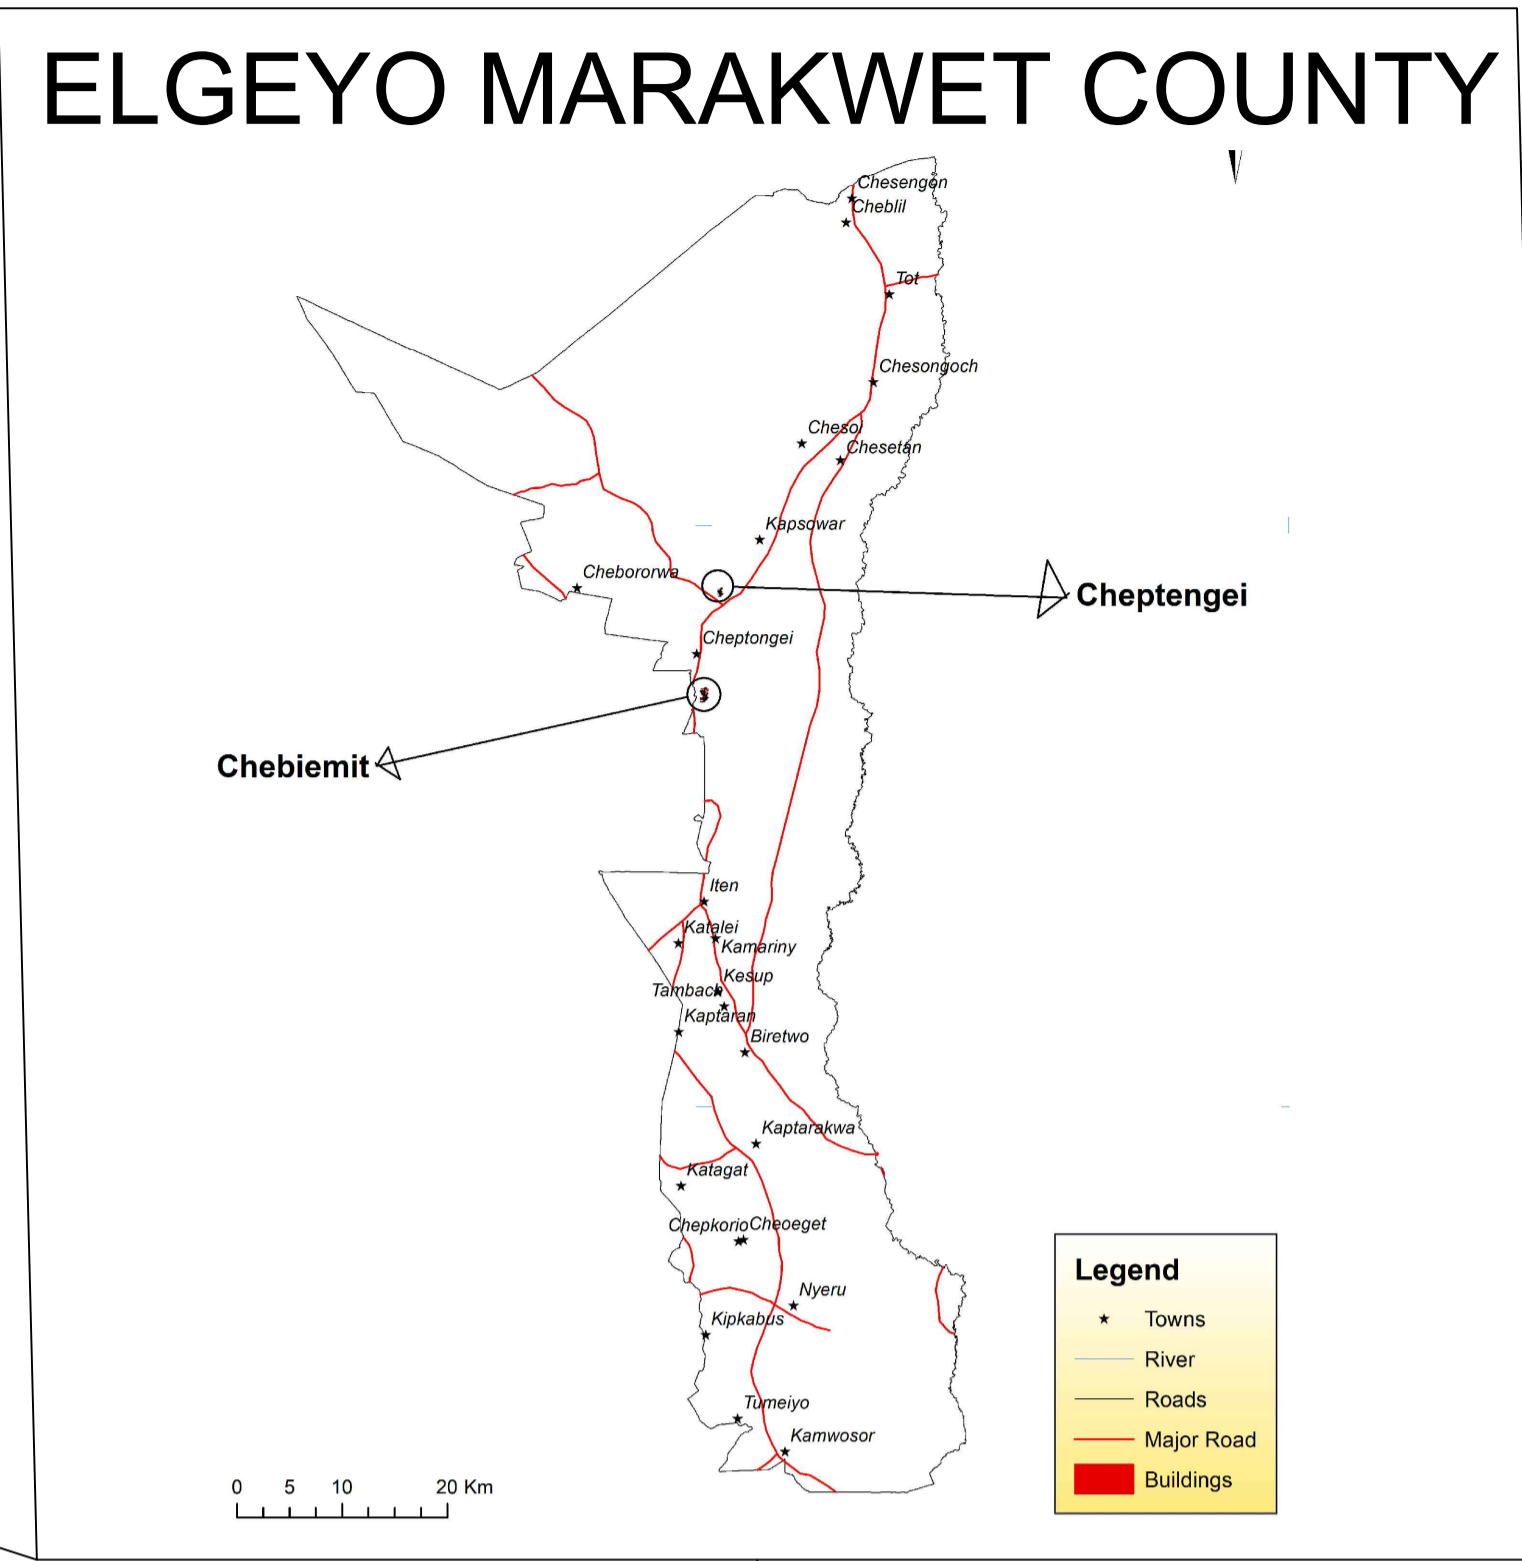 ELGEYO MARAKWET COUNTY
Chesengon
Cheblil
Tot
Chesongoch
Chesol
Chesetan
Kapsowar
Chebororwa
Cheptengei
Cheptongei
Chebiemit
Iten
Katalei
Kamariny
Kesup
Tambach
Kaptaran
Biretwo
Kaptarakwa
Katagat
Chepkorio Cheoeget
Nyeru
Kipkabus
Tumeiyo
Kamwosor
Legend
Towns
River
Roads
Major Road
Buildings
0 5 10 20 Km